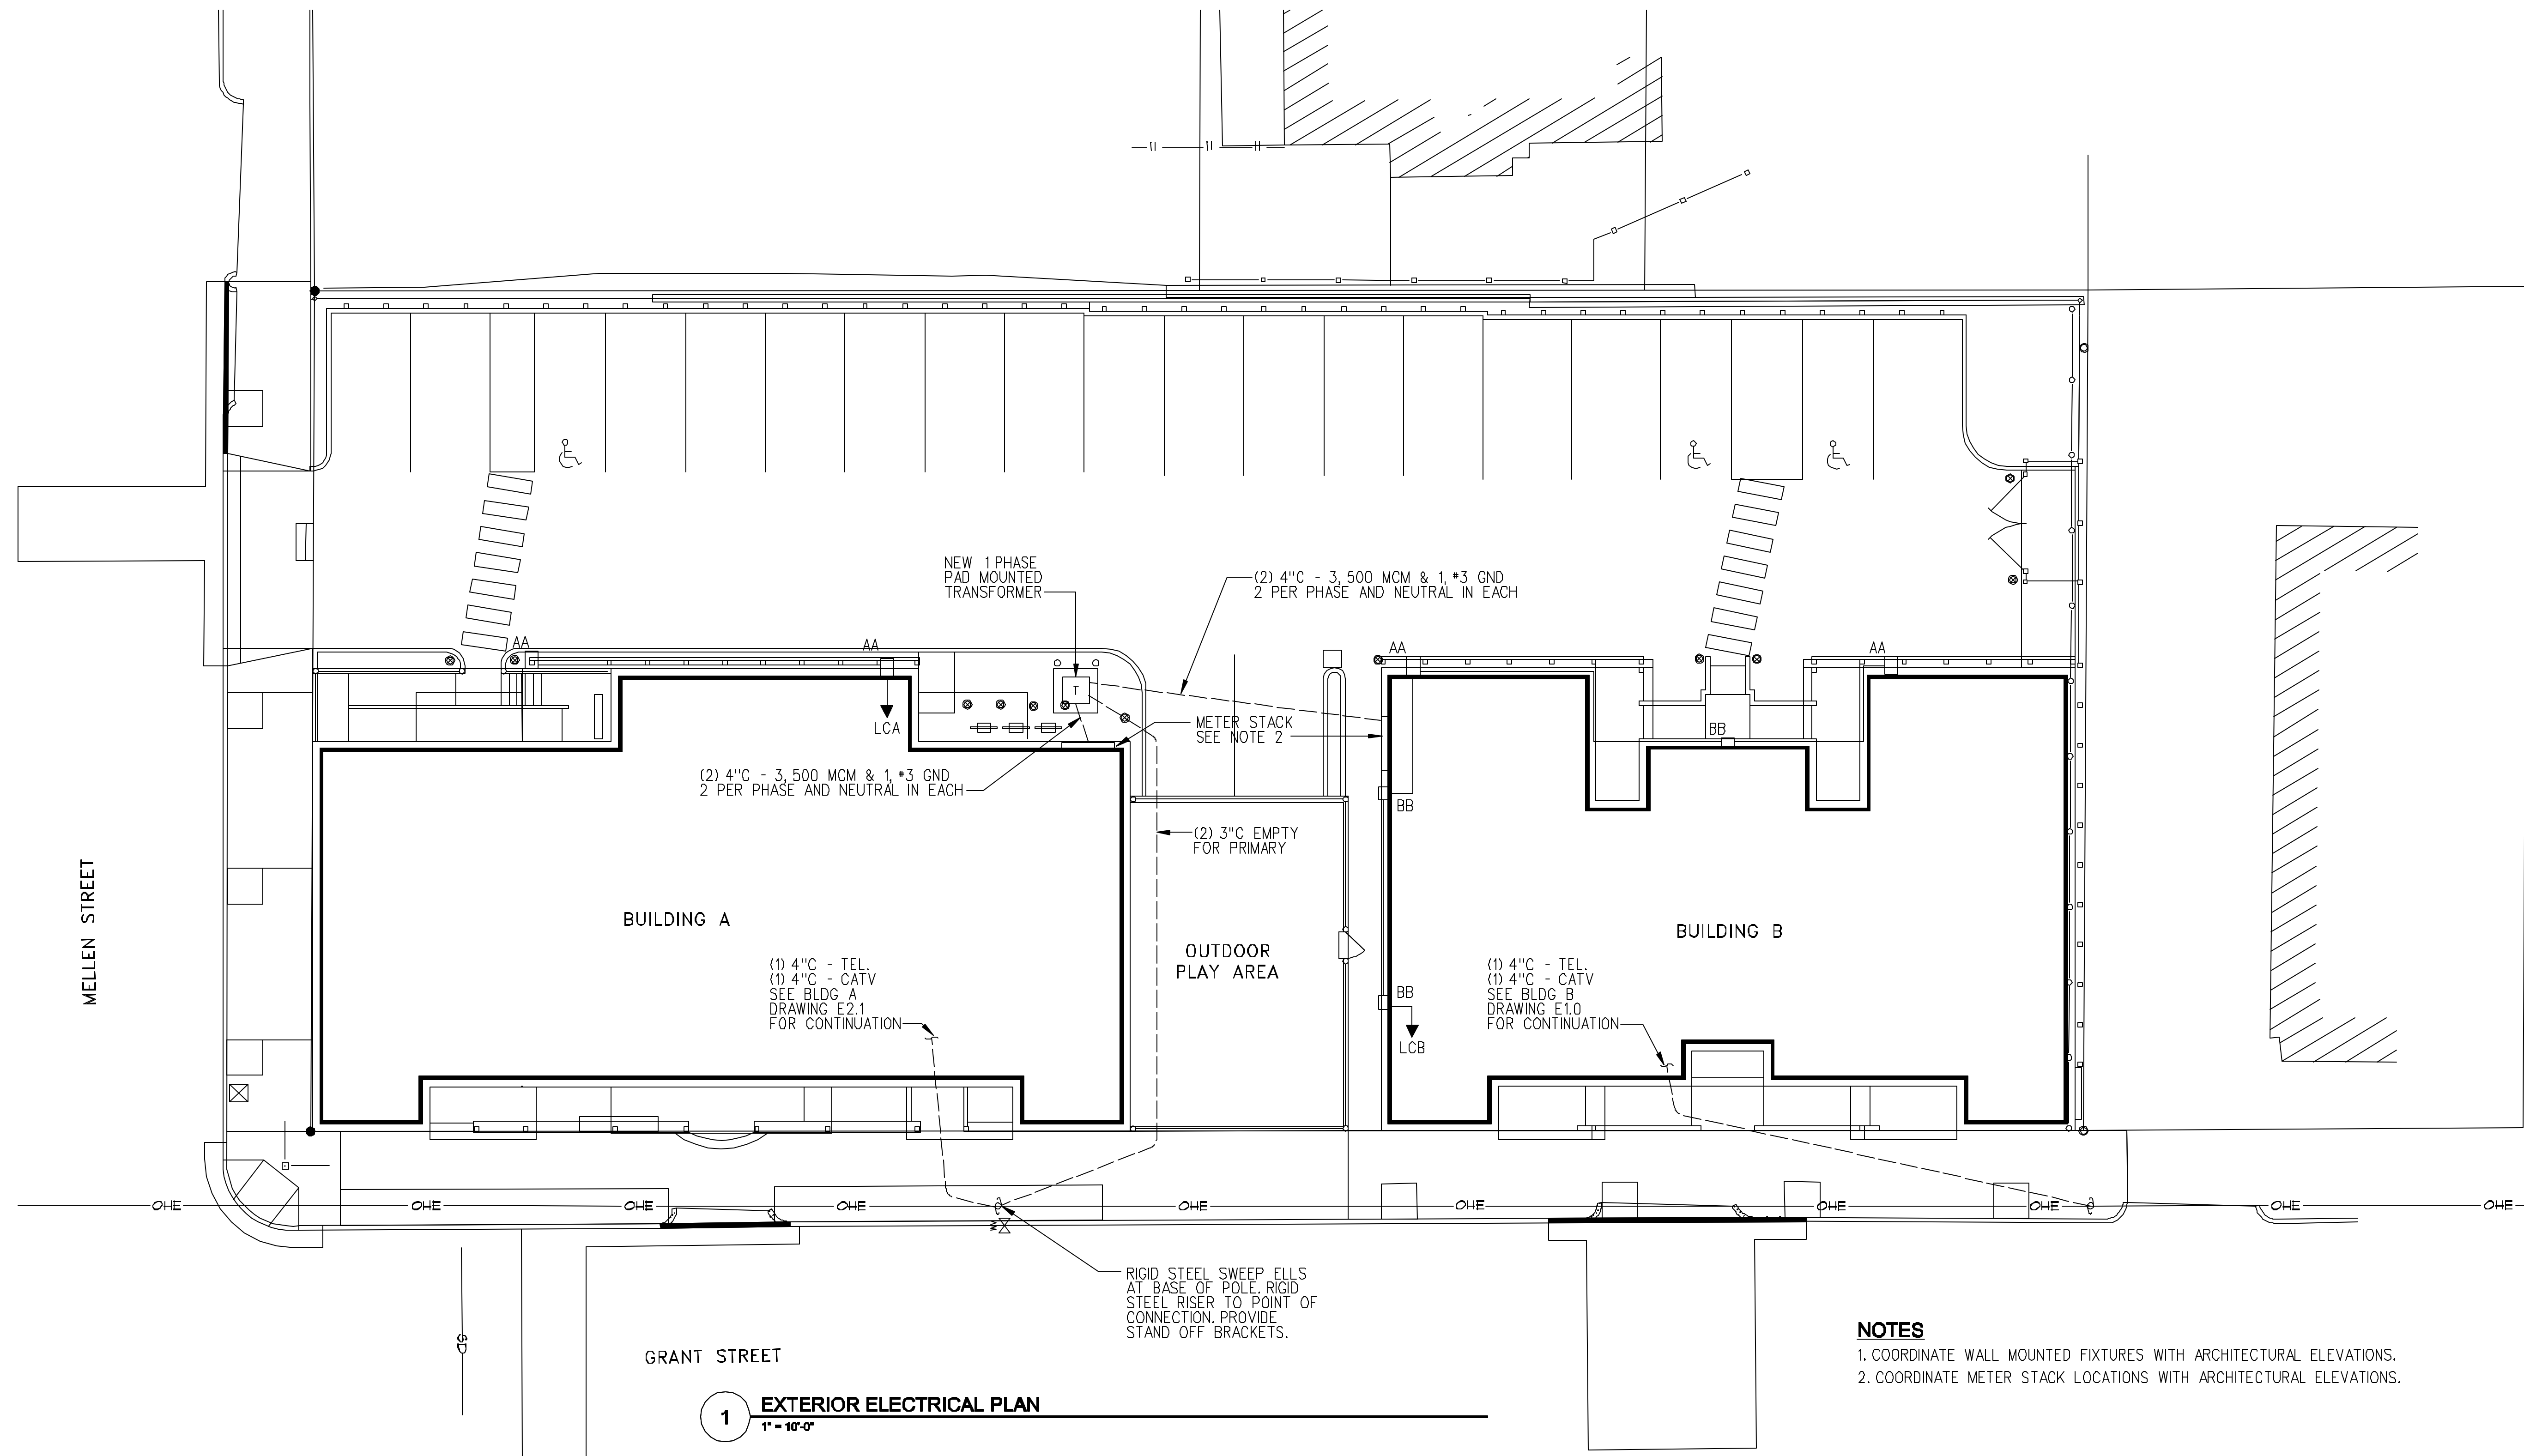 NEW 1 PHASE
PAD MOUNTED
TRANSFORMER
(2) 4"C - 3, 500 MCM & 1, #3 GND
2 PER PHASE AND NEUTRAL IN EACH
AA
AA
AA
AA
T
LCA
METER STACK
SEE NOTE 2
BB
(2) 4"C - 3, 500 MCM & 1, #3 GND
2 PER PHASE AND NEUTRAL IN EACH
BB
(2) 3"C EMPTY
FOR PRIMARY
MELLEN STREET
BUILDING A
OUTDOOR
PLAY AREA
BUILDING B
(1) 4"C - TEL.
(1) 4"C - CATV
SEE BLDG A
DRAWING E2.1
FOR CONTINUATION
BB
LCB
(1) 4"C - TEL.
(1) 4"C - CATV
SEE BLDG B
DRAWING E1.0
FOR CONTINUATION
OHE OHE OHE OHE OHE OHE OHE OHE OHE OHE
W
RIGID STEEL SWEEP ELLS
AT BASE OF POLE. RIGID
STEEL RISER TO POINT OF
CONNECTION. PROVIDE
STAND OFF BRACKETS.
SD
GRANT STREET
NOTES
1. COORDINATE WALL MOUNTED FIXTURES WITH ARCHITECTURAL ELEVATIONS.
2. COORDINATE METER STACK LOCATIONS WITH ARCHITECTURAL ELEVATIONS.
1 EXTERIOR ELECTRICAL PLAN
1" = 10'-0"